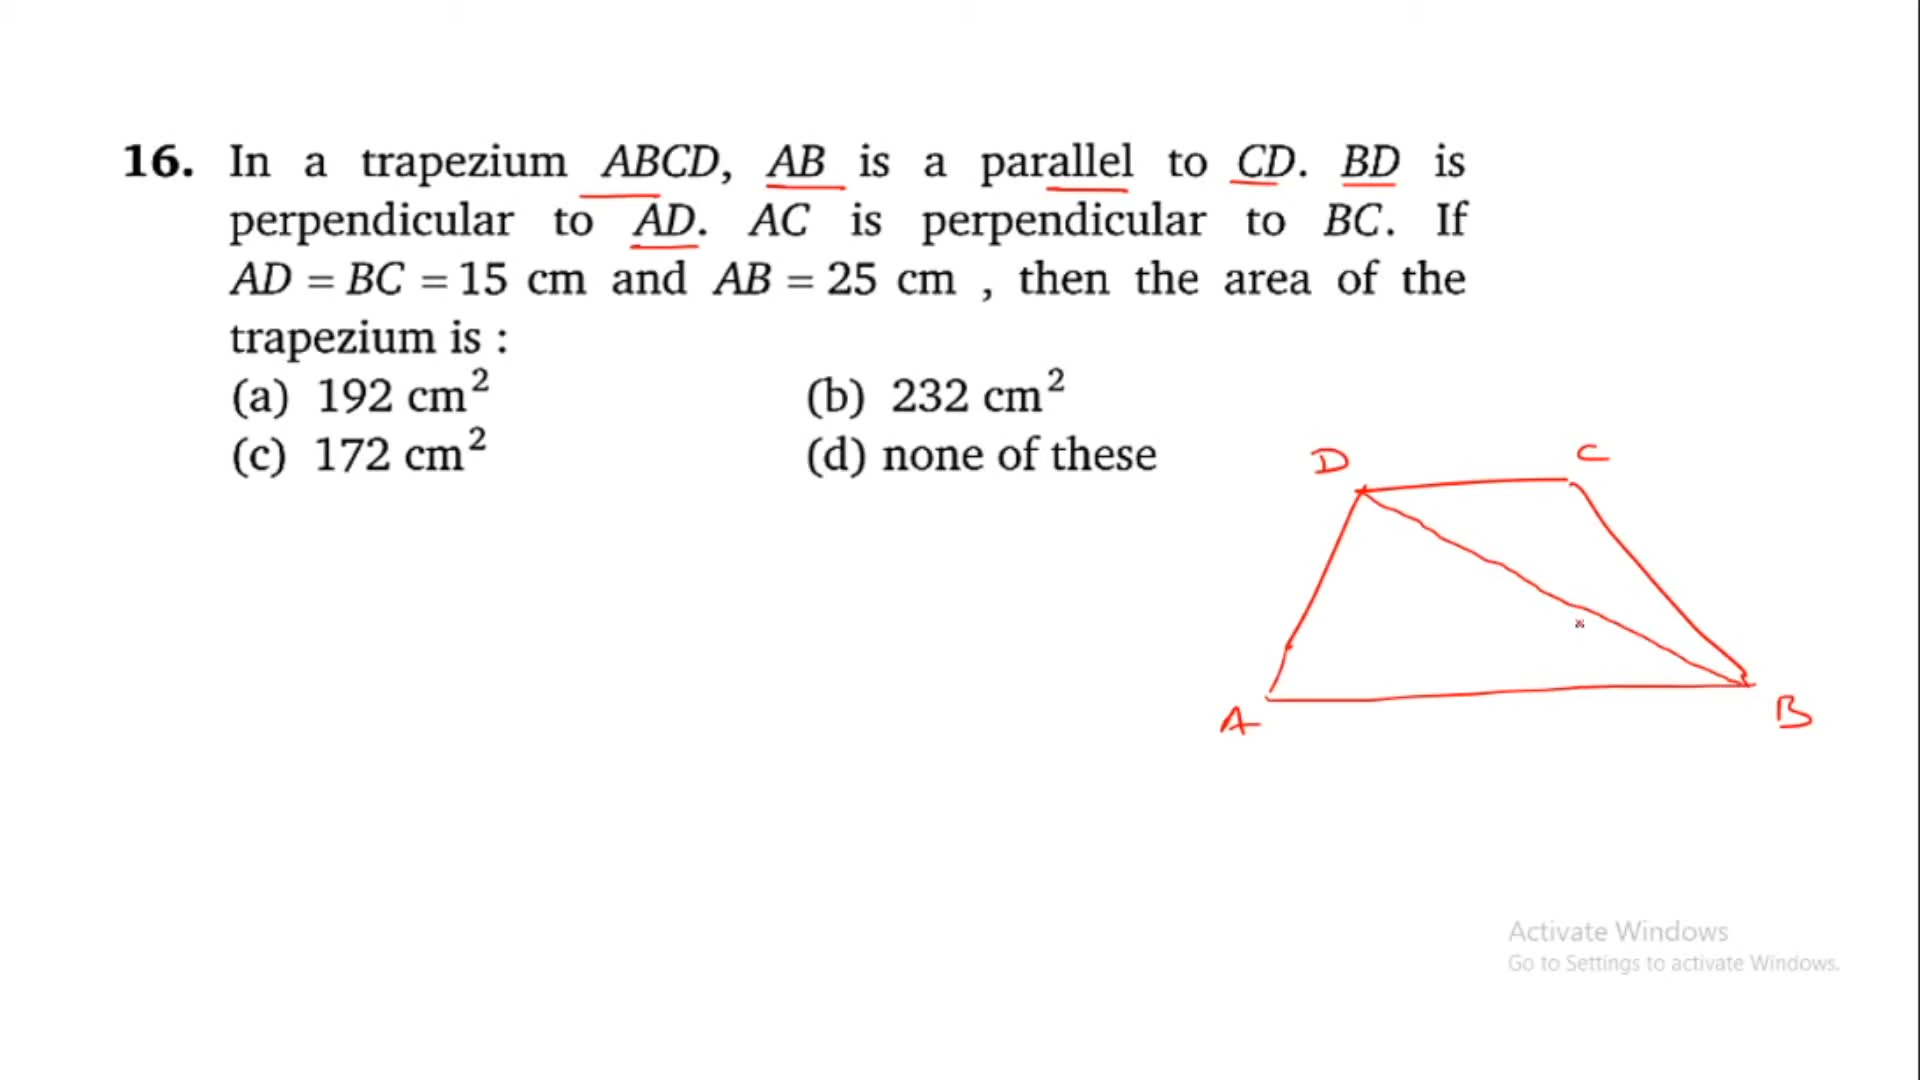 16. In a trapezium ABCD, AB is a parallel to CD. BD is
perpendicular to AD. AC is perpendicular to BC. If
AD = BC = 15 cm and AB = 25 cm , then the area of the
trapezium is :
(a) 192 cm² (b) 232 cm²
(c) 172 cm² (d) none of these
D C
A B
Activate Windows
Go to Settings to activate Windows.